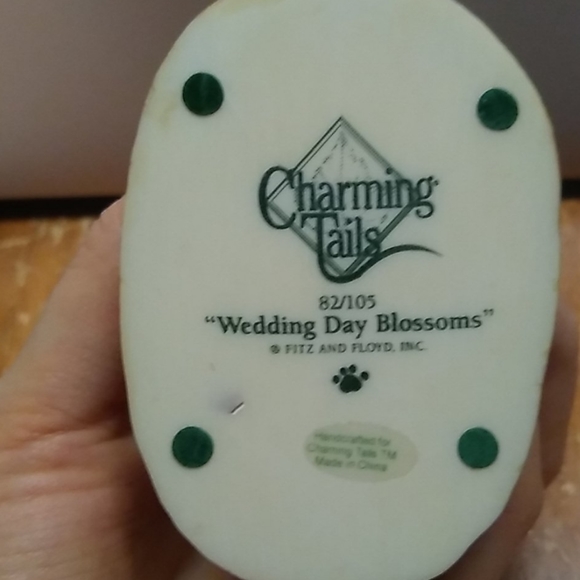 Charming
Tails
82/105
"Wedding Day Blossoms"
© FITZ AND FLOYD, INC.
Handcrafted for
Charming Tails TM
Made in China